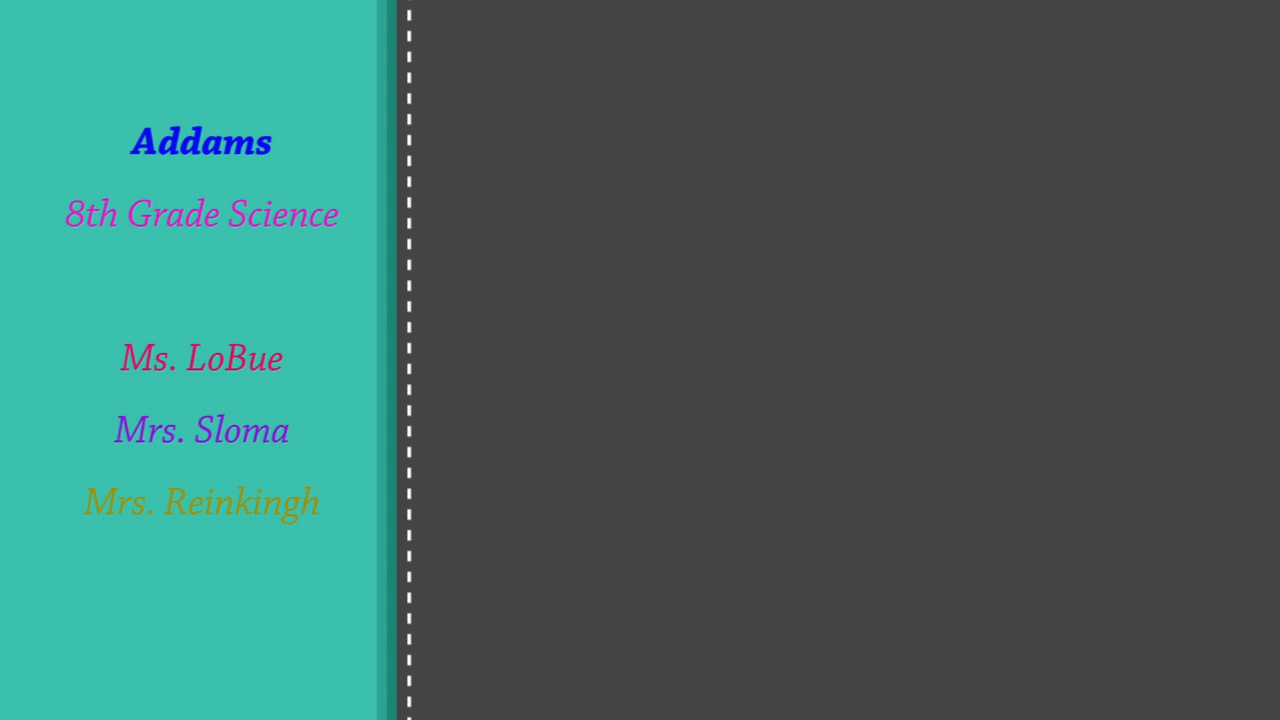 Addams
8th Grade Science
Ms. LoBue
Mrs. Sloma
Mrs. Reinkingh